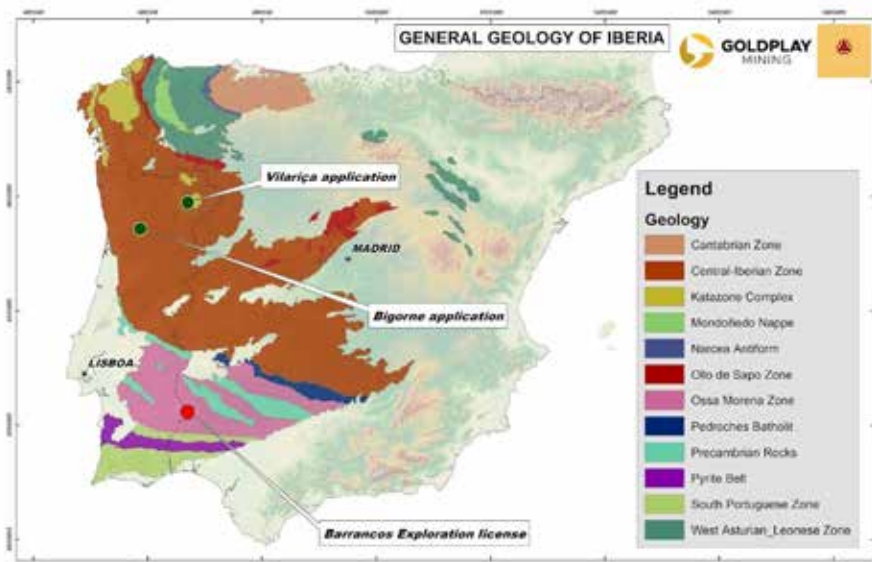 GENERAL GEOLOGY OF IBERIA
GOLDPLAY
MINING
Vilariça application
MADRID
Bigorne application
LISBOA
Barrancos Exploration license
Legend
Geology
Cantabrian Zone
Central-Iberian Zone
Katazone Complex
Mondoñedo Nappe
Narcea Antiform
Ollo de Sapo Zone
Ossa Morena Zone
Pedroches Batholit
Precambrian Rocks
Pyrite Belt
South Portuguese Zone
West Asturian_Leonese Zone